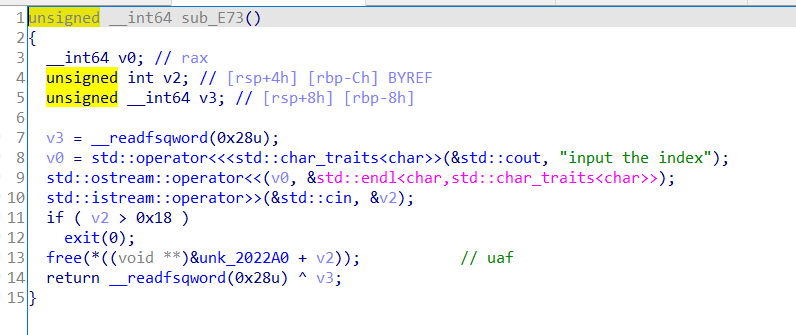 1 unsigned __int64 sub_E73()
2 {
3 __int64 v0; // rax
4 unsigned int v2; // [rsp+4h] [rbp-Ch] BYREF
5 unsigned __int64 v3; // [rsp+8h] [rbp-8h]
6
7 v3 = __readfsqword(0x28u);
8 v0 = std::operator<<<std::char_traits<char>>(&std::cout, "input the index");
9 std::ostream::operator<<(v0, &std::endl<char,std::char_traits<char>>);
10 std::istream::operator>>(&std::cin, &v2);
11 if ( v2 > 0x18 )
12 exit(0);
13 free(*((void **)&unk_2022A0 + v2)); // uaf
14 return __readfsqword(0x28u) ^ v3;
15 }